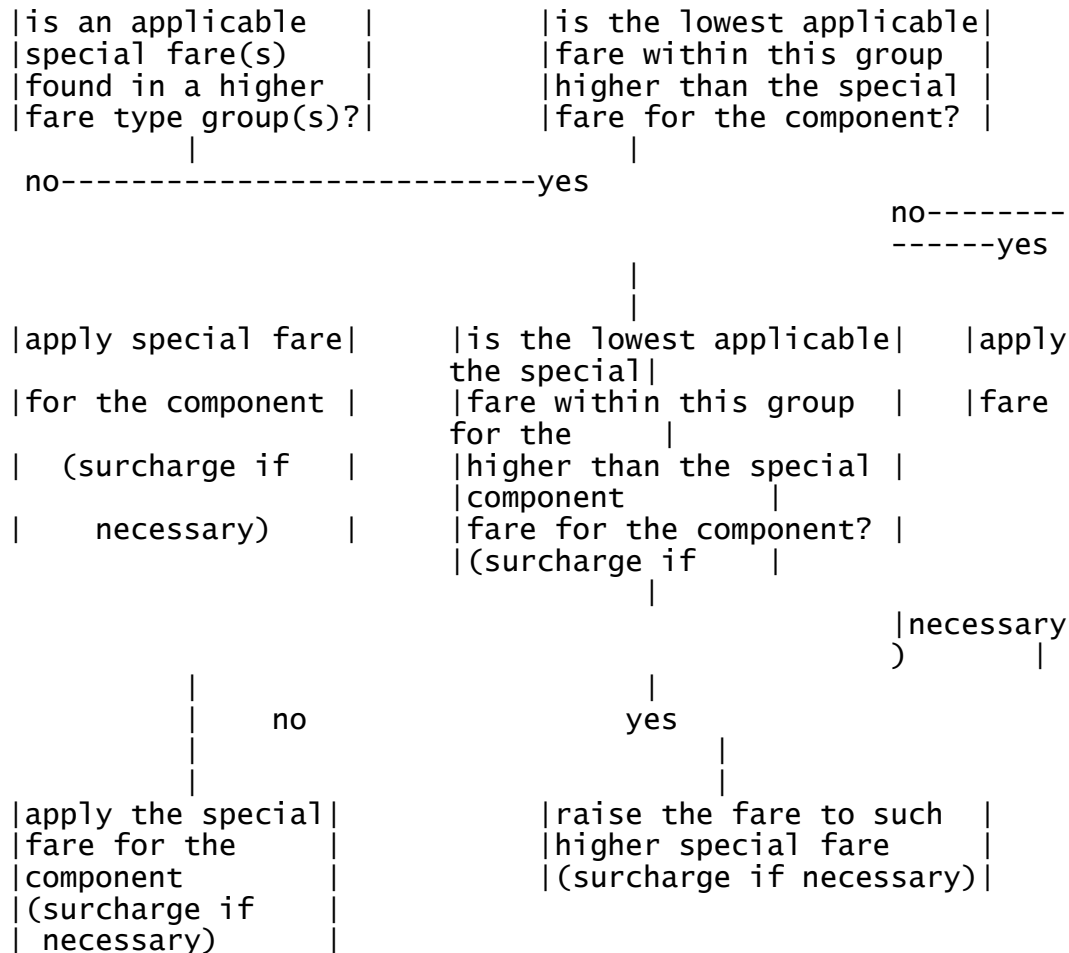 |is an applicable   |         |is the lowest applicable|
|special fare(s)    |         |fare within this group  |
|found in a higher  |         |higher than the special |
|fare type group(s)?|         |fare for the component? |
          |                        |
 no---------------------------yes
                                                  no--------
                                                  ------yes
                                   |
                                   |
|apply special fare|     |is the lowest applicable|   |apply
                         the special|
|for the component |     |fare within this group  |   |fare
                         for the      |
|  (surcharge if   |     |higher than the special |
                         |component         |
|    necessary)    |     |fare for the component? |
                         |(surcharge if     |
                                    |
                                                  |necessary
                                                  )       |
          |                         |
          |    no                  yes
          |                             |
          |                             |
|apply the special|           |raise the fare to such  |
|fare for the     |           |higher special fare     |
|component        |           |(surcharge if necessary)|
|(surcharge if    |
| necessary)      |